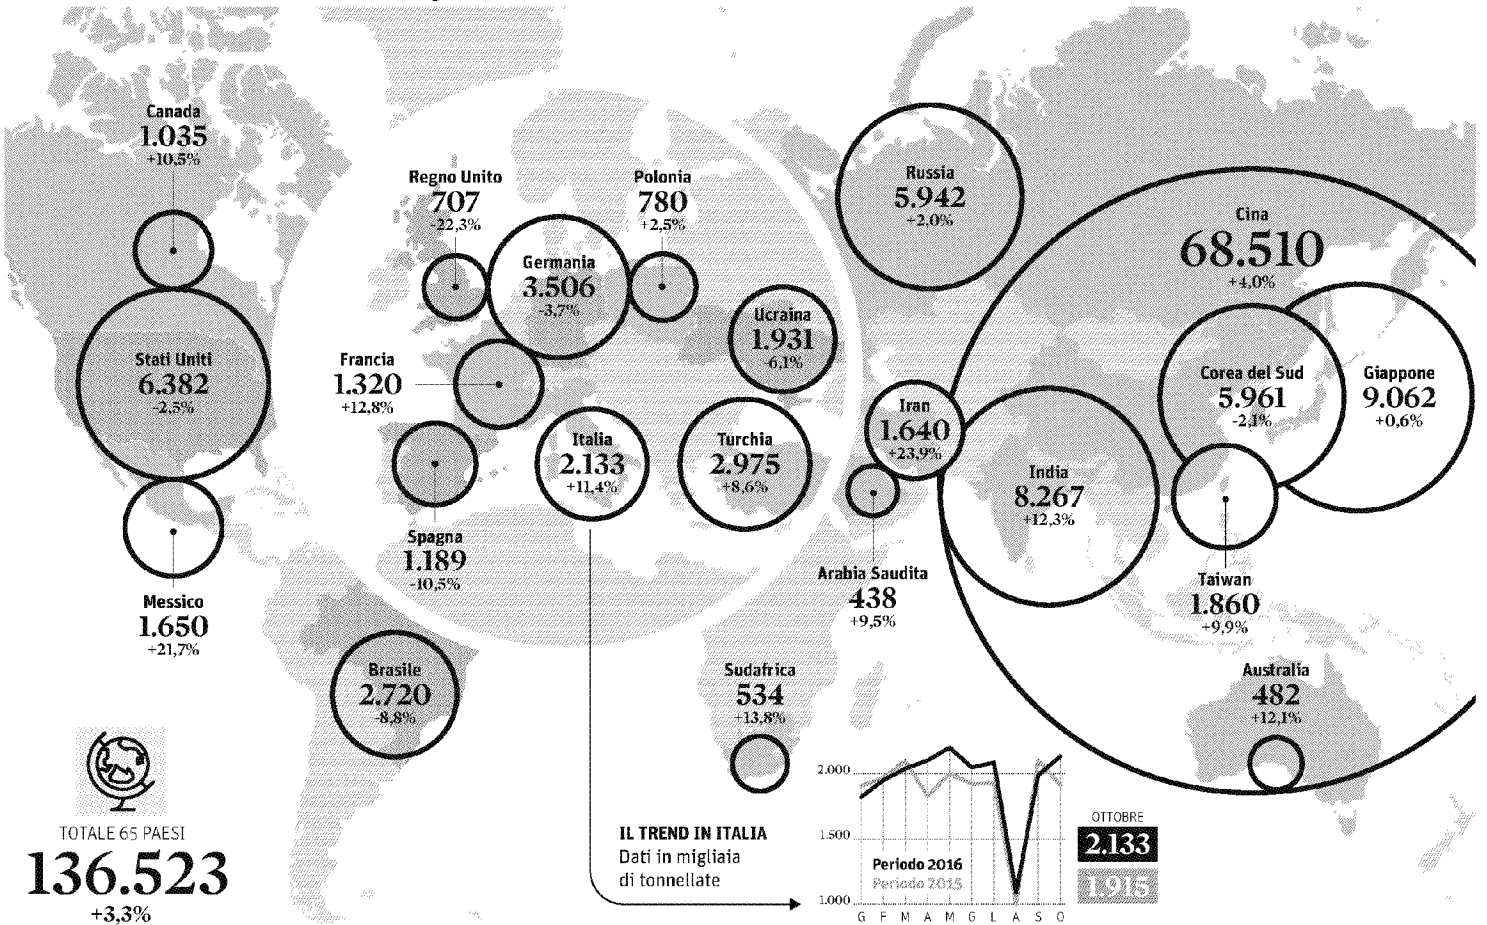 Canada
1.035
+10,5%
Stati Uniti
6.382
-2,5%
Messico
1.650
+21,7%
Brasile
2.720
-8,8%
Regno Unito
707
-22,3%
Germania
3.506
-3,7%
Polonia
780
+2,5%
Ucraina
1.931
-6,1%
Francia
1.320
+12,8%
Spagna
1.189
-10,5%
Italia
2.133
+11,4%
Turchia
2.975
+8,6%
Russia
5.942
+2,0%
Cina
68.510
+4,0%
Iran
1.640
+23,9%
Arabia Saudita
438
+9,5%
India
8.267
+12,3%
Corea del Sud
5.961
-2,1%
Giappone
9.062
+0,6%
Taiwan
1.860
+9,9%
Sudafrica
534
+13,8%
Australia
482
+12,1%
TOTALE 65 PAESI
136.523
+3,3%
IL TREND IN ITALIA
Dati in migliaia
di tonnellate
2.000
1.500
1.000
Periodo 2016
Periodo 2015
G F M A M G L A S O
OTTOBRE
2.133
1.915